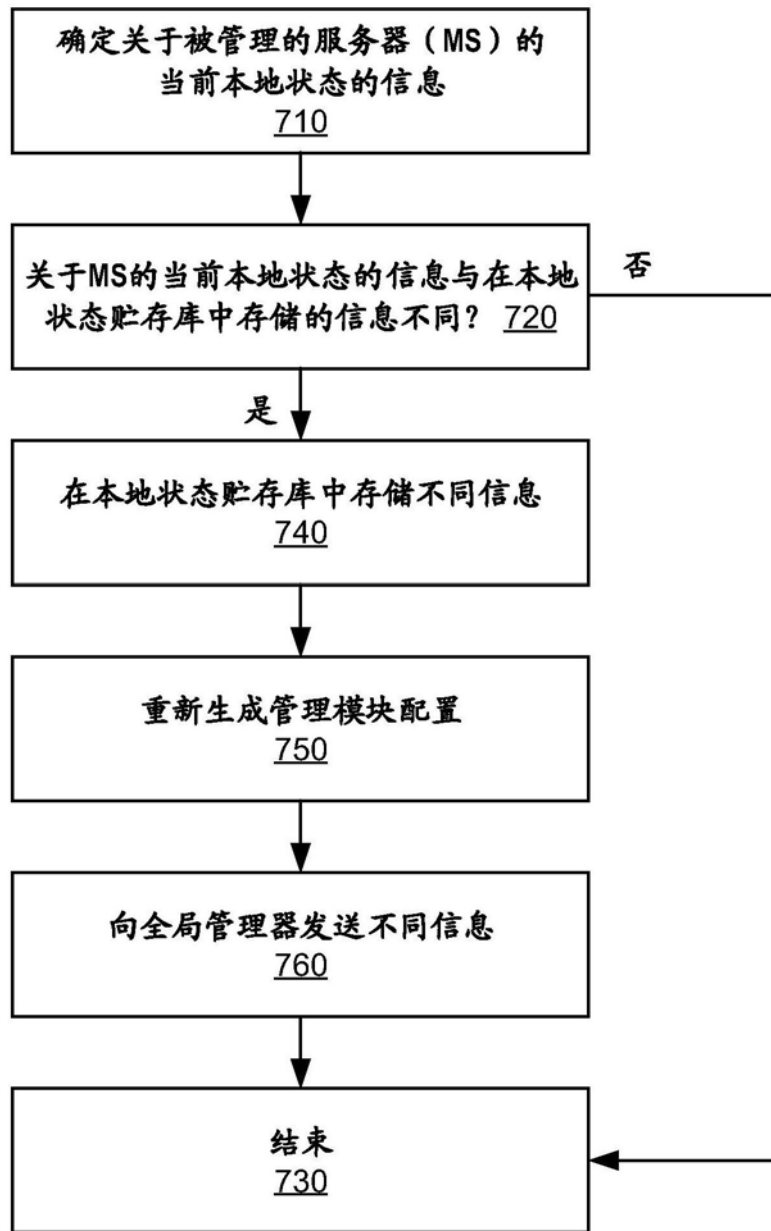 确定关于被管理的服务器（MS）的
当前本地状态的信息
710
关于MS的当前本地状态的信息与在本地
状态贮存库中存储的信息不同？ 720
否
是
在本地状态贮存库中存储不同信息
740
重新生成管理模块配置
750
向全局管理器发送不同信息
760
结束
730